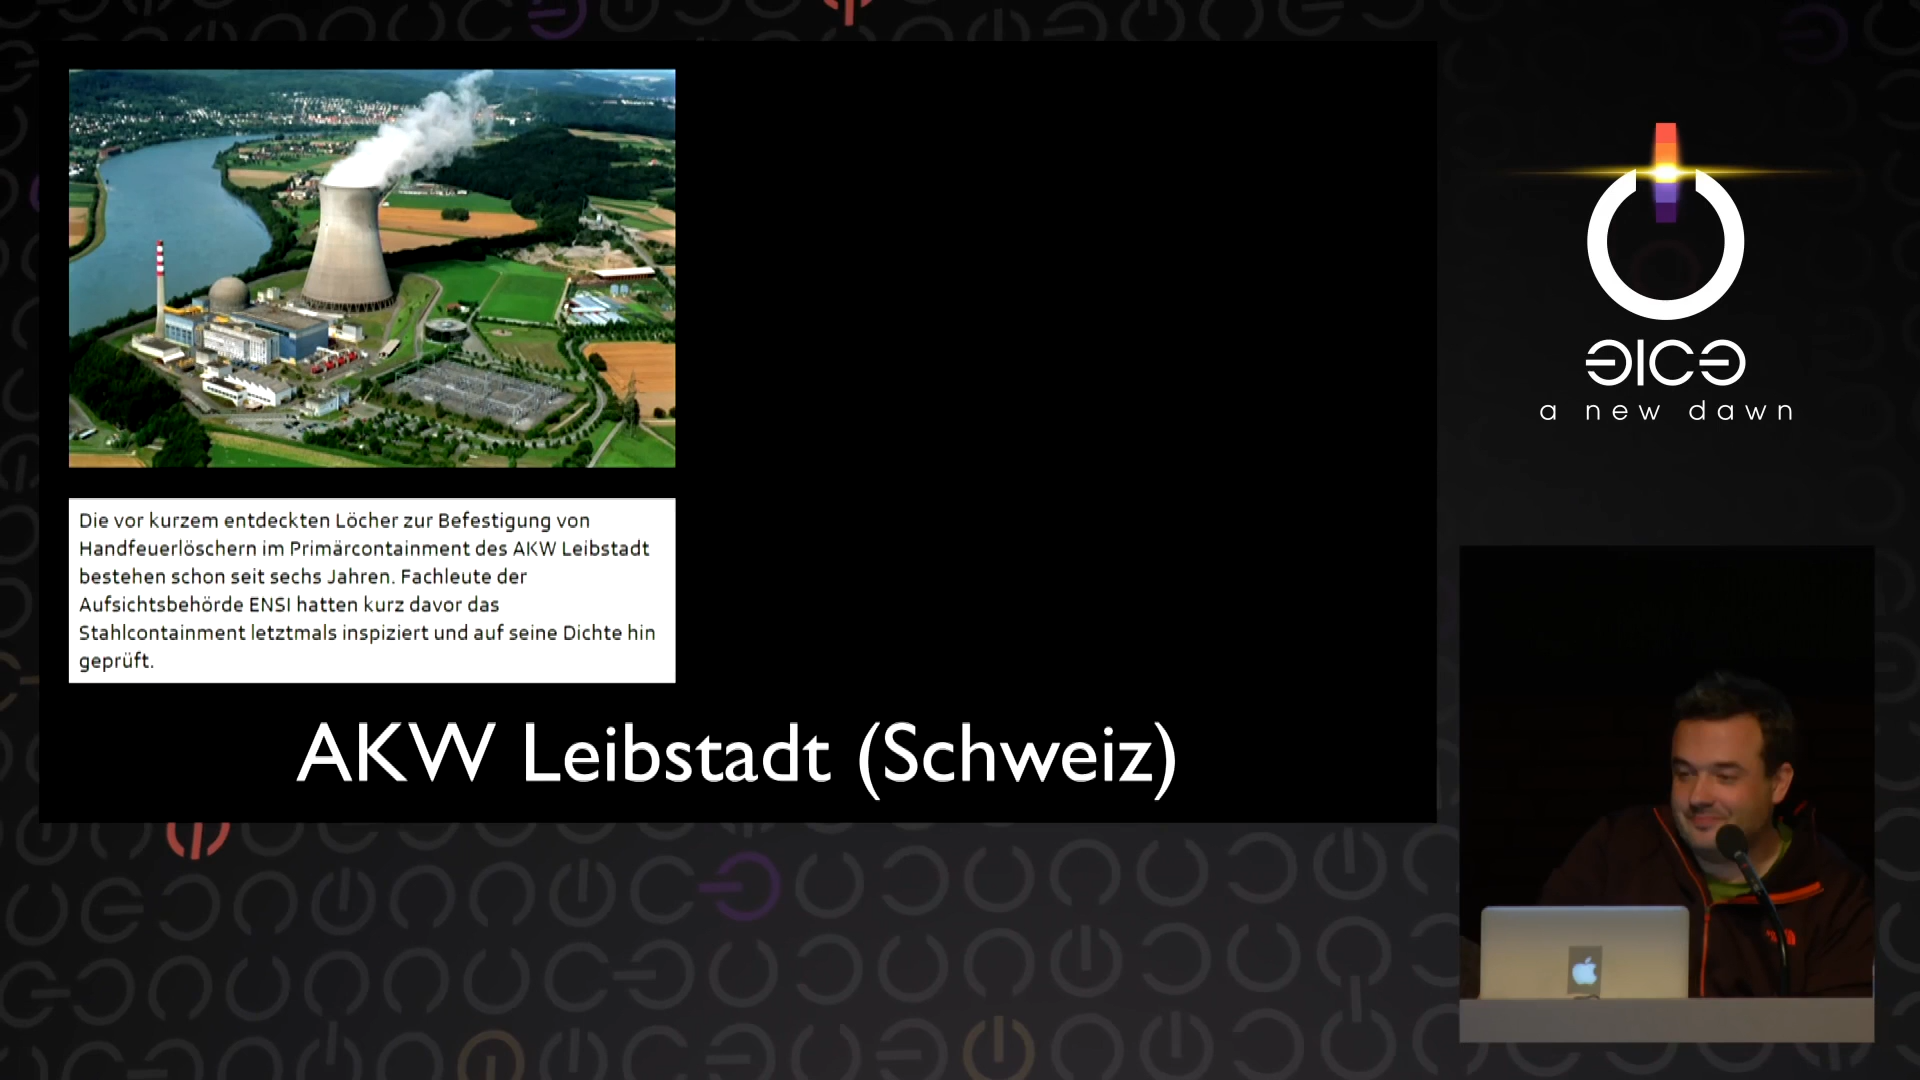 Die vor kurzem entdeckten Löcher zur Befestigung von
Handfeuerlöschern im Primärcontainment des AKW Leibstadt
bestehen schon seit sechs Jahren. Fachleute der
Aufsichtsbehörde ENSI hatten kurz davor das
Stahlcontainment letztmals inspiziert und auf seine Dichte hin
geprüft.
AKW Leibstadt (Schweiz)
a new dawn